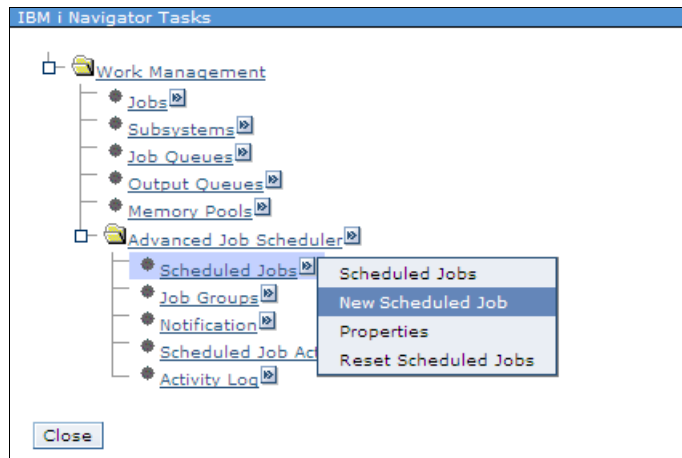 IBM i Navigator Tasks
Work Management
Jobs
Subsystems
Job Queues
Output Queues
Memory Pools
Advanced Job Scheduler
Scheduled Jobs
Job Groups
Notification
Scheduled Job Act
Activity Log
Scheduled Jobs
New Scheduled Job
Properties
Reset Scheduled Jobs
Close